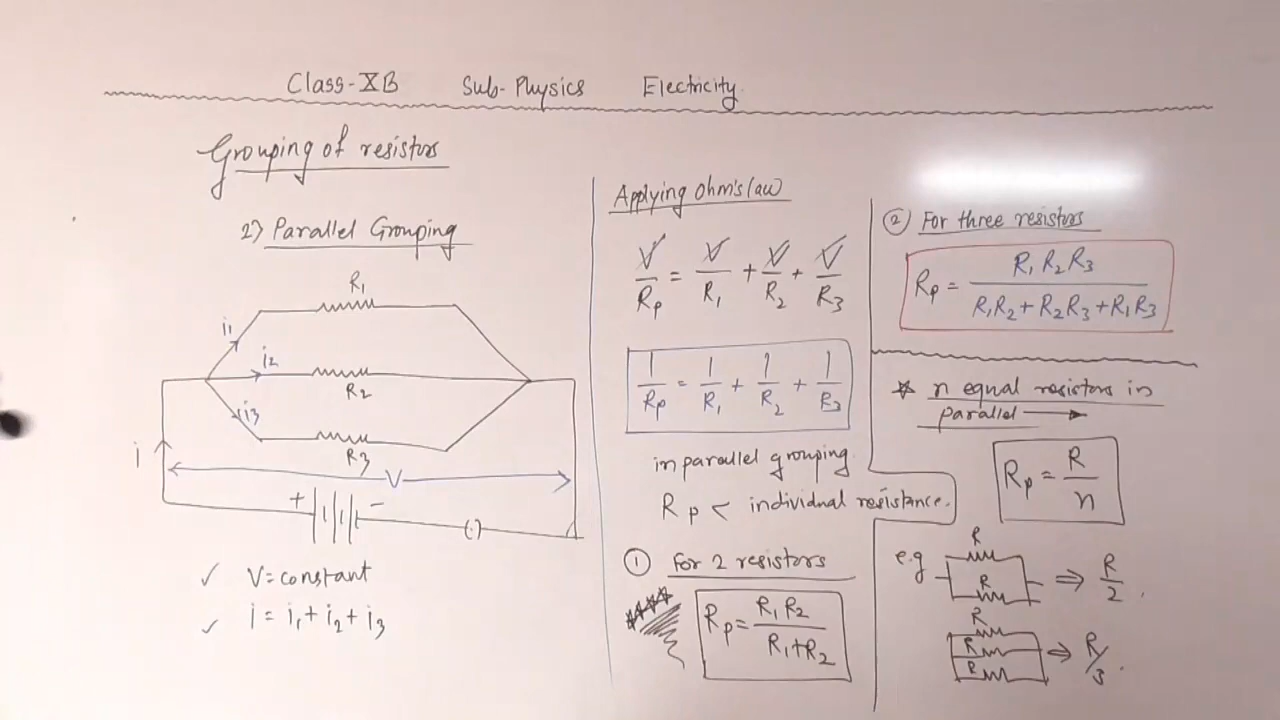 Class-XB Sub-Physics Electricity
Grouping of resistors
2) Parallel Grouping
R₁
i₁
i₂
R₂
i₃
R₃
i
V
+ -
(·)
✓ V=constant
✓ i = i₁+ i₂+ i₃
Applying ohm's law
V/Rp = V/R₁ + V/R₂ + V/R₃
1/Rp = 1/R₁ + 1/R₂ + 1/R₃
in parallel grouping
Rp < individual resistance.
① For 2 resistors
Rp = R₁R₂/R₁+R₂
② For three resistors
Rp = R₁R₂R₃/R₁R₂+R₂R₃+R₁R₃
* n equal resistors in
parallel →
Rp = R/n
e.g
R
R
⇒ R/2.
R
R
R
⇒ R/3.